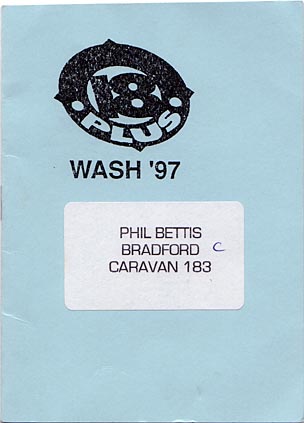 18
PLUS
WASH '97
PHIL BETTIS
BRADFORD C
CARAVAN 183